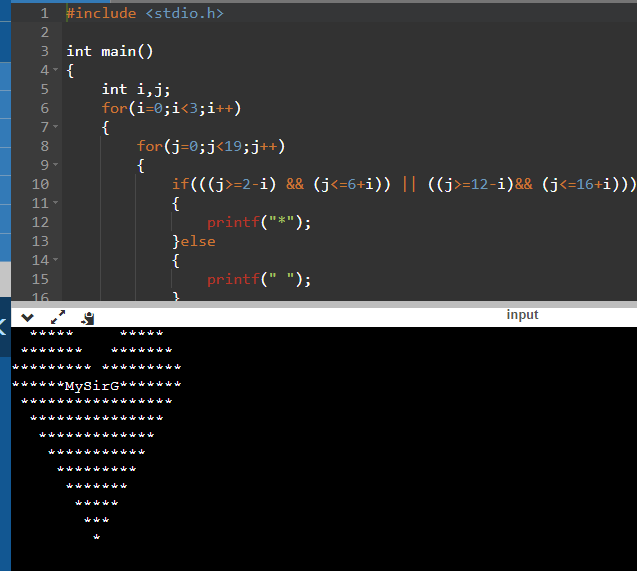 1 #include <stdio.h>
2
3 int main()
4 {
5     int i,j;
6     for(i=0;i<3;i++)
7     {
8         for(j=0;j<19;j++)
9         {
10             if(((j>=2-i) && (j<=6+i)) || ((j>=12-i)&& (j<=16+i)))
11             {
12                 printf("*");
13             }else
14             {
15                 printf(" ");
16             }
input
  *****     *****
 *******   *******
********* *********
******MySirG*******
 *****************
  ***************
   *************
    ***********
     *********
      *******
       *****
        ***
         *